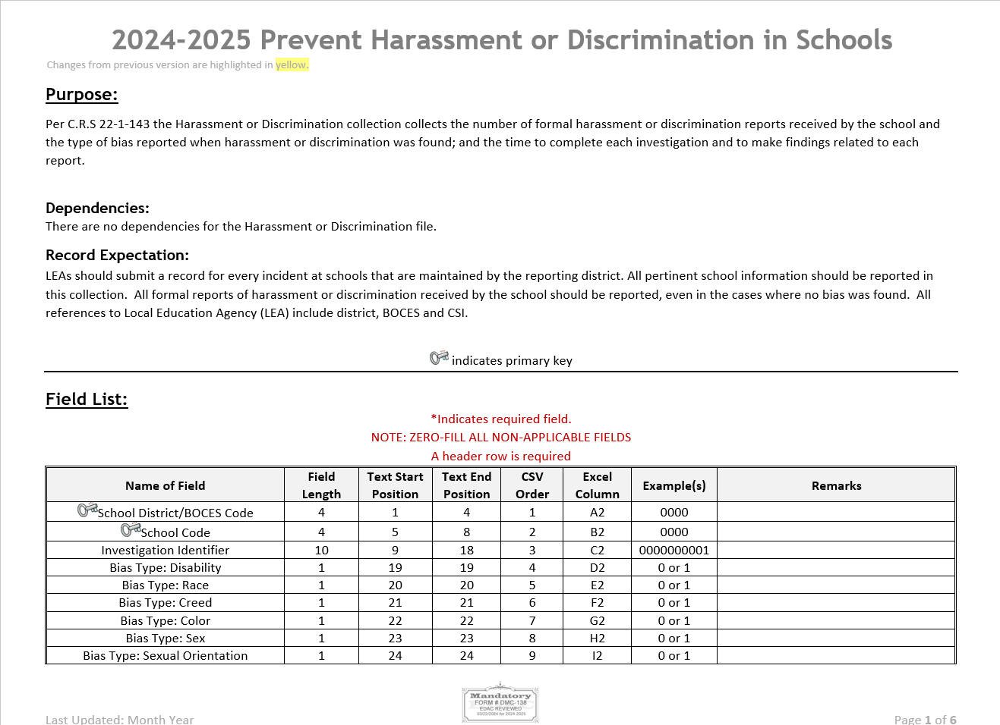 2024-2025 Prevent Harassment or Discrimination in Schools
Changes from previous version are highlighted in yellow.
Purpose:
Per C.R.S 22-1-143 the Harassment or Discrimination collection collects the number of formal harassment or discrimination reports received by the school and
the type of bias reported when harassment or discrimination was found; and the time to complete each investigation and to make findings related to each
report.
Dependencies:
There are no dependencies for the Harassment or Discrimination file.
Record Expectation:
LEAs should submit a record for every incident at schools that are maintained by the reporting district. All pertinent school information should be reported in
this collection.  All formal reports of harassment or discrimination received by the school should be reported, even in the cases where no bias was found.  All
references to Local Education Agency (LEA) include district, BOCES and CSI.
indicates primary key
Field List:
*Indicates required field.
NOTE: ZERO-FILL ALL NON-APPLICABLE FIELDS
A header row is required
Name of Field Field Length Text Start Position Text End Position CSV Order Excel Column Example(s) Remarks
School District/BOCES Code 4 1 4 1 A2 0000
School Code 4 5 8 2 B2 0000
Investigation Identifier 10 9 18 3 C2 0000000001
Bias Type: Disability 1 19 19 4 D2 0 or 1
Bias Type: Race 1 20 20 5 E2 0 or 1
Bias Type: Creed 1 21 21 6 F2 0 or 1
Bias Type: Color 1 22 22 7 G2 0 or 1
Bias Type: Sex 1 23 23 8 H2 0 or 1
Bias Type: Sexual Orientation 1 24 24 9 I2 0 or 1
Mandatory
FORM # DMC-138
EDAC REVIEWED
03/22/2024 for 2024-2025
Last Updated: Month Year
Page 1 of 6